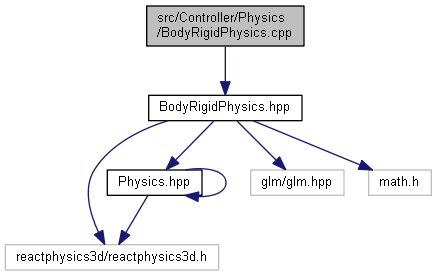 src/Controller/Physics
/BodyRigidPhysics.cpp
BodyRigidPhysics.hpp
Physics.hpp
glm/glm.hpp
math.h
reactphysics3d/reactphysics3d.h